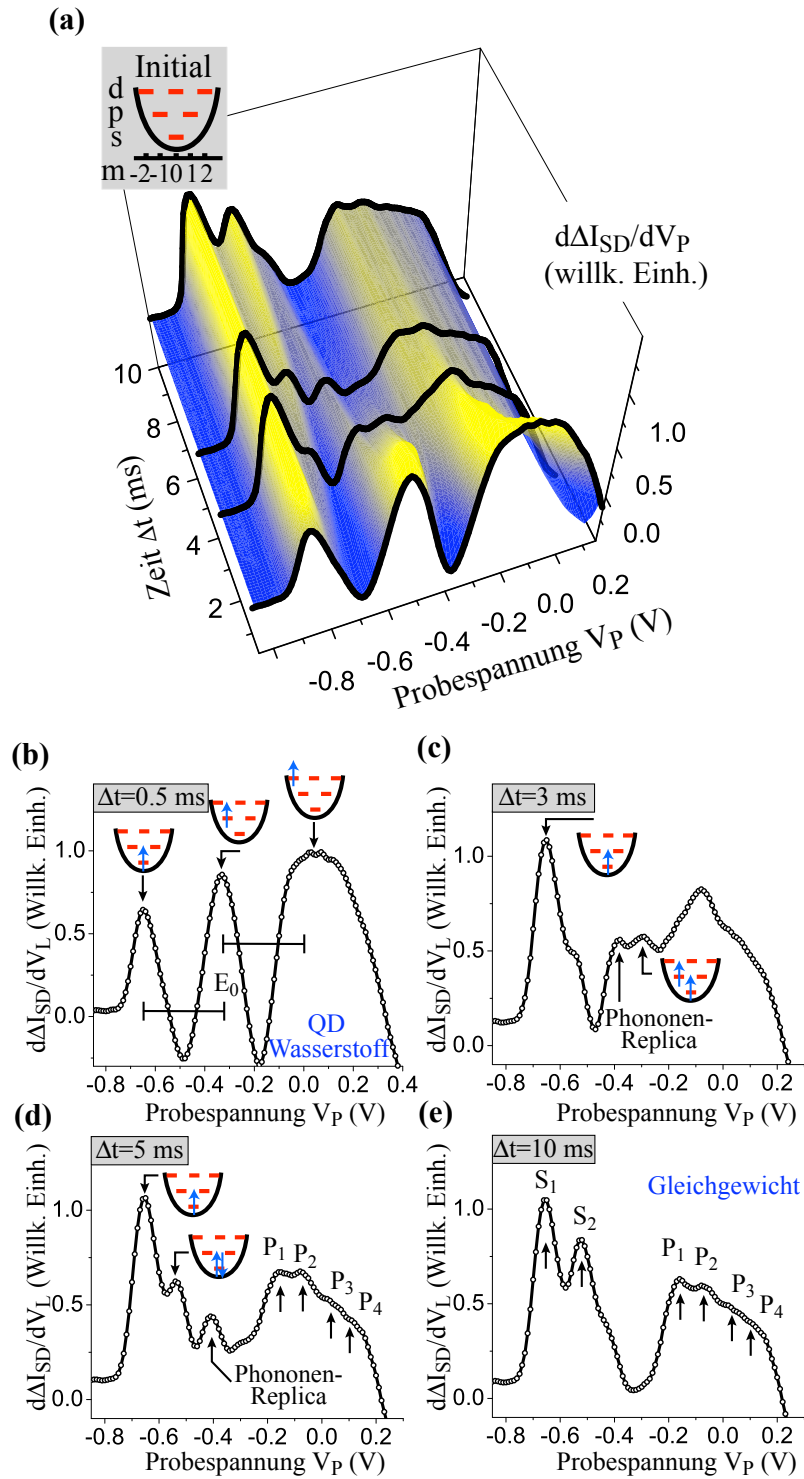 (a)
Initial
d
p
s
m -2-10 1 2
dΔI_SD/dV_P
(willk. Einh.)
10
8
6
4
2
Zeit Δt (ms)
1.0
0.5
0.0
-0.8
-0.6
-0.4
-0.2
0.0
0.2
Probespannung V_P (V)
(b)
Δt=0.5 ms
dΔI_SD/dV_L (Willk. Einh.)
1.0
0.5
0.0
E_0
QD
Wasserstoff
-0.8 -0.6 -0.4 -0.2 0.0 0.2 0.4
Probespannung V_P (V)
(c)
Δt=3 ms
dΔI_SD/dV_L (Willk. Einh.)
1.0
0.5
0.0
Phononen-
Replica
-0.8 -0.6 -0.4 -0.2 0.0 0.2
Probespannung V_P (V)
(d)
Δt=5 ms
dΔI_SD/dV_L (Willk. Einh.)
1.0
0.5
0.0
P_1 P_2 P_3 P_4
Phononen-
Replica
-0.8 -0.6 -0.4 -0.2 0.0 0.2
Probespannung V_P (V)
(e)
Δt=10 ms
Gleichgewicht
dΔI_SD/dV_L (Willk. Einh.)
1.0
0.5
0.0
S_1 S_2
P_1 P_2 P_3 P_4
-0.8 -0.6 -0.4 -0.2 0.0 0.2
Probespannung V_P (V)